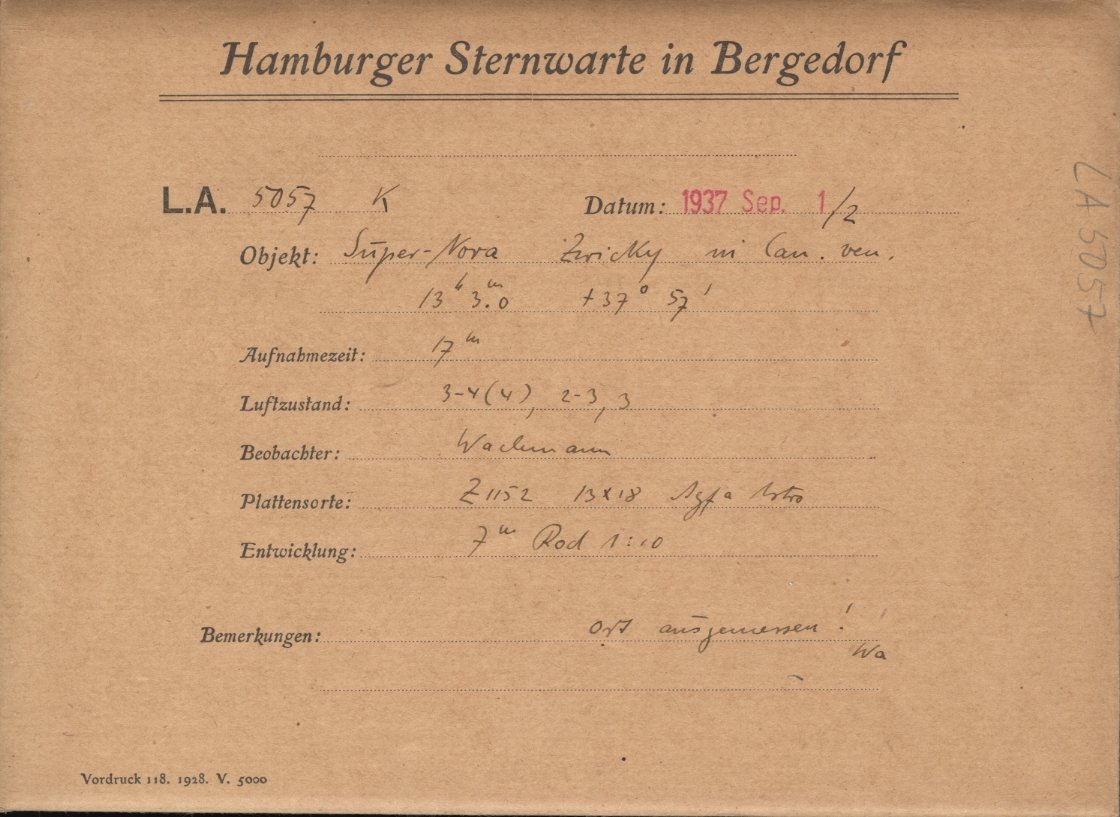 Hamburger Sternwarte in Bergedorf
L.A. 5057 K Datum: 1937 Sep. 1/2
Objekt: Super-Nova Zwicky in Can. ven.
13ʰ 3ᵐ.0 +37° 57'
Aufnahmezeit: 17ᵐ
Luftzustand: 3-4(4), 2-3, 3
Beobachter: Wachmann
Plattensorte: Z1152 13x18 Agfa Astro
Entwicklung: 7ᵐ Rod 1:10
Bemerkungen: Ort ausgemessen!
Wa
Vordruck 118. 1928. V. 5000
LA 5057